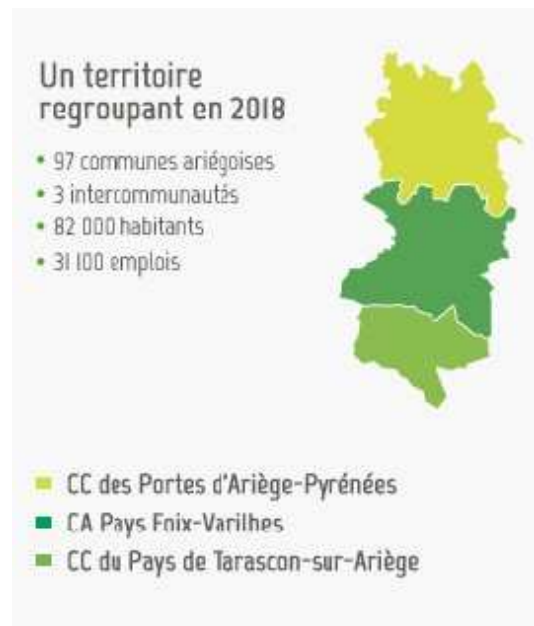 Un territoire
regroupant en 2018
• 97 communes ariégoises
• 3 intercommunautés
• 82 000 habitants
• 31 100 emplois
CC des Portes d'Ariège-Pyrénées
CA Pays Foix-Varilhes
CC du Pays de Tarascon-sur-Ariège